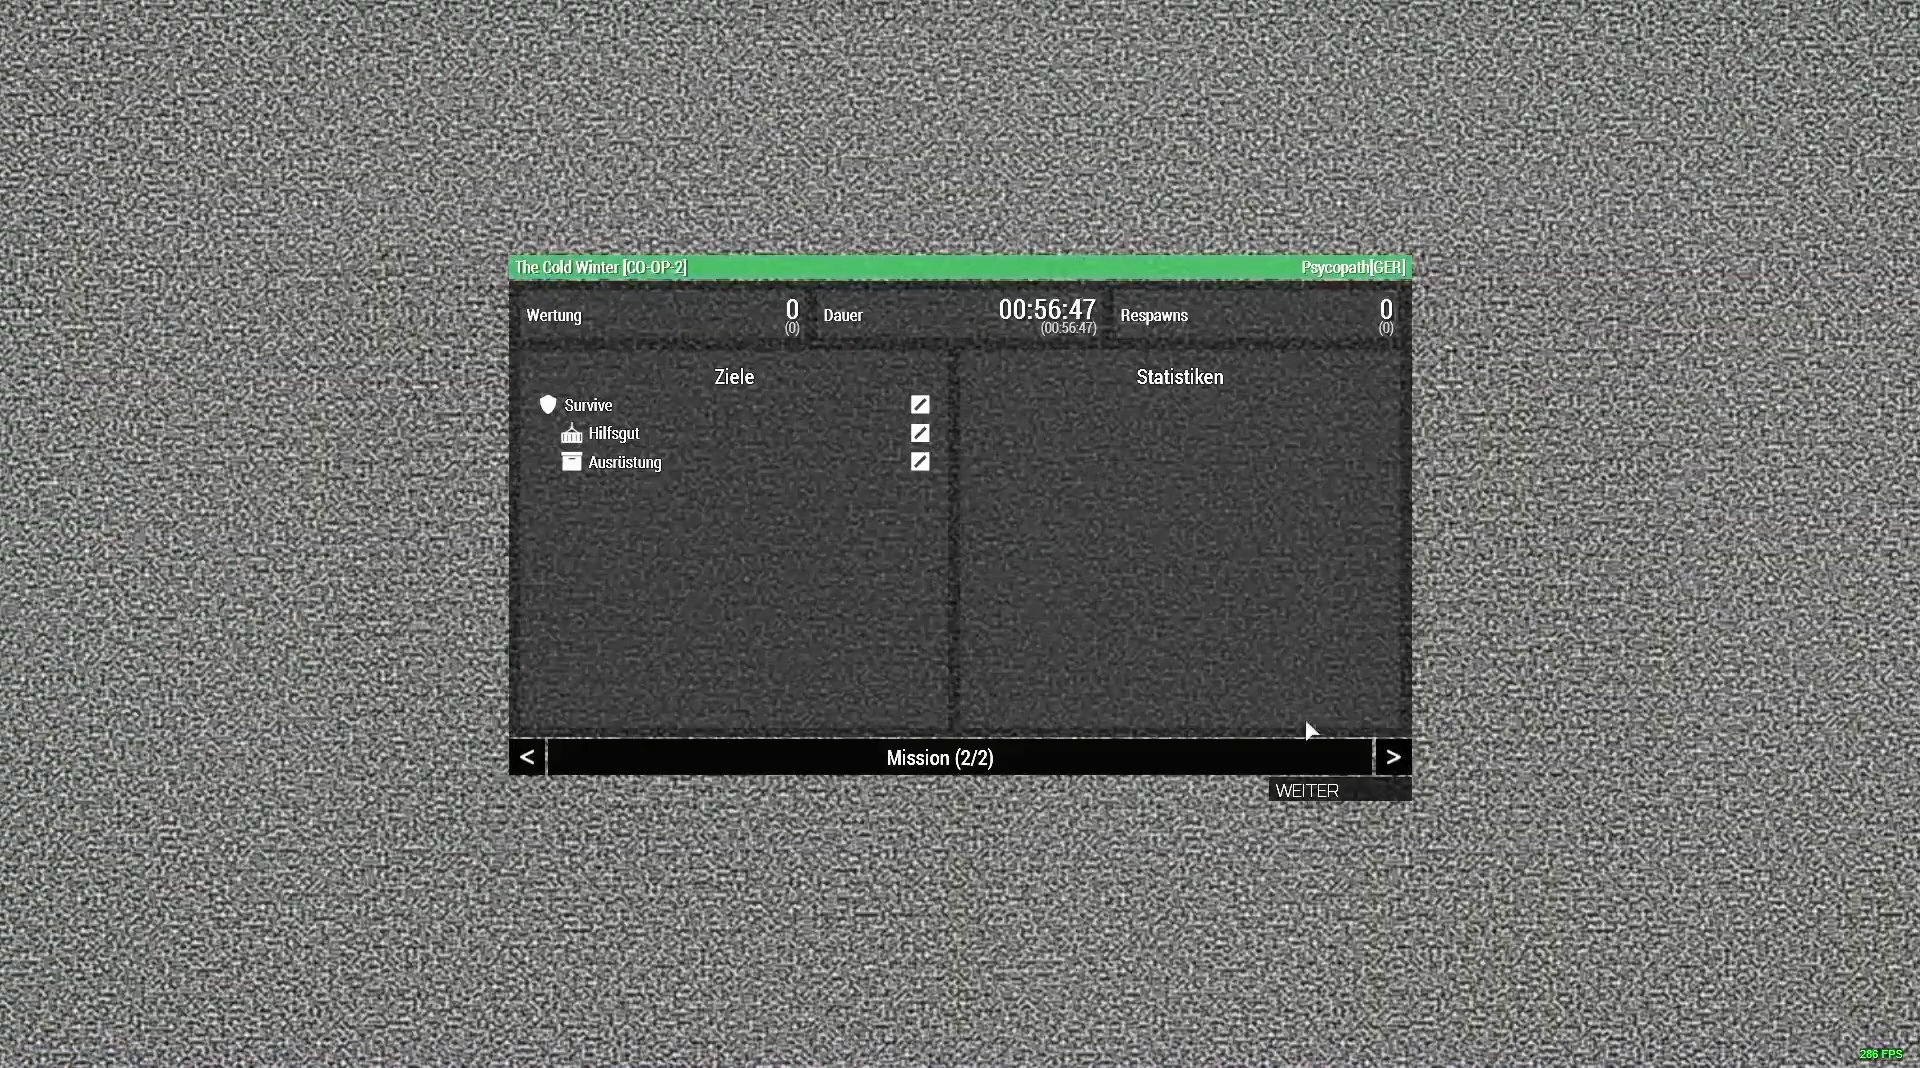 The Cold Winter [CO-OP-2] Psycopath[GER]
Wertung 0 (0) Dauer 00:56:47 (00:56:47) Respawns 0 (0)
Ziele Statistiken
Survive
Hilfsgut
Ausrüstung
< Mission (2/2) >
WEITER
286 FPS